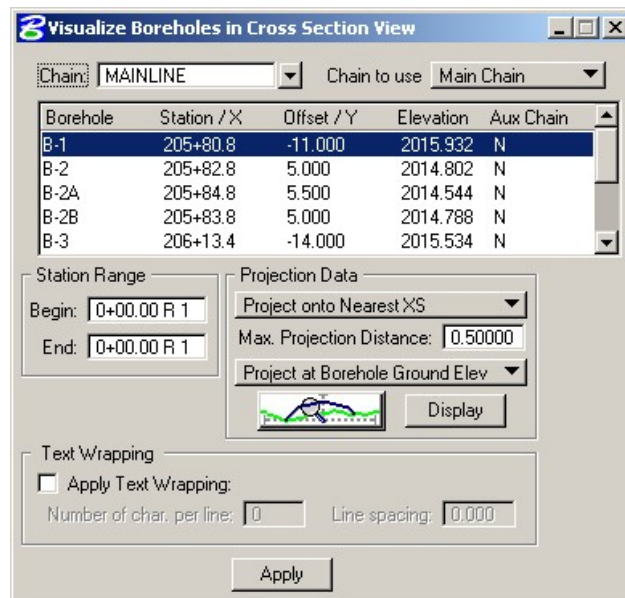 Visualize Boreholes in Cross Section View
Chain: MAINLINE Chain to use Main Chain
Borehole Station / X Offset / Y Elevation Aux Chain
B-1 205+80.8 -11.000 2015.932 N
B-2 205+82.8 5.000 2014.802 N
B-2A 205+84.8 5.500 2014.544 N
B-2B 205+83.8 5.000 2014.788 N
B-3 206+13.4 -14.000 2015.534 N
Station Range
Begin: 0+00.00 R 1
End: 0+00.00 R 1
Projection Data
Project onto Nearest XS
Max. Projection Distance: 0.50000
Project at Borehole Ground Elev
Display
Text Wrapping
Apply Text Wrapping:
Number of char. per line: 0 Line spacing: 0.000
Apply